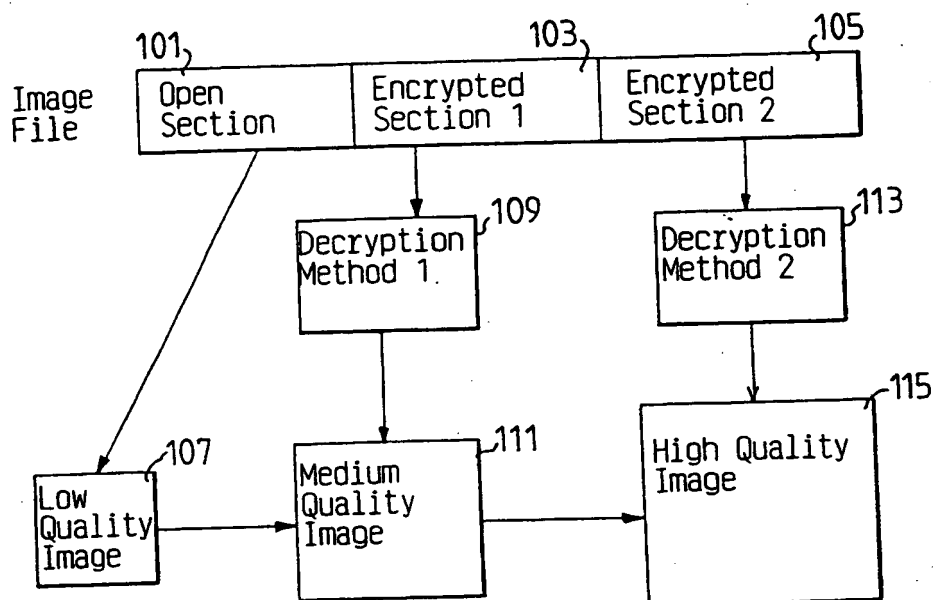 101
103
105
Image
File
Open
Section
Encrypted
Section 1
Encrypted
Section 2
109
113
Decryption
Method 1.
Decryption
Method 2
107
111
115
Low
Quality
Image
Medium
Quality
Image
High Quality
Image